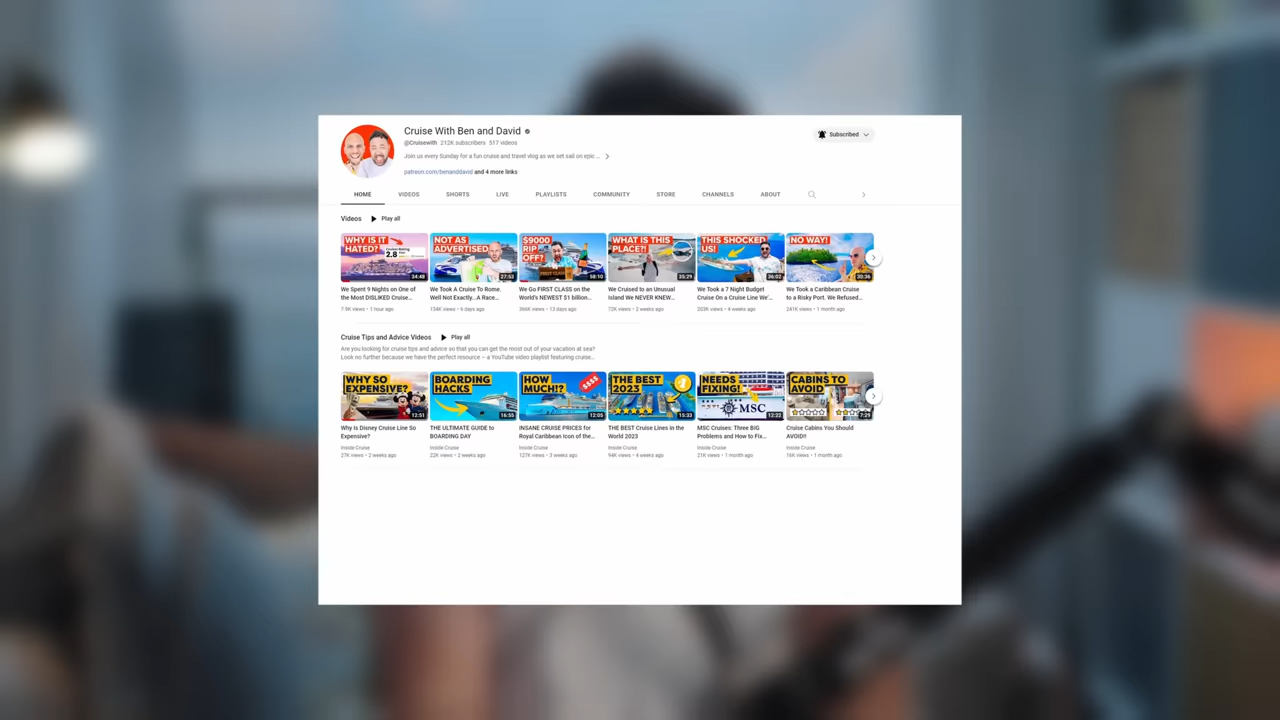 Cruise With Ben and David
@Cruisewith 212K subscribers 517 videos
Subscribed
Join us every Sunday for a fun cruise and travel vlog as we set sail on epic ...
patreon.com/benanddavid and 4 more links
HOME VIDEOS SHORTS LIVE PLAYLISTS COMMUNITY STORE CHANNELS ABOUT
Videos Play all
WHY IS IT
HATED?
2.8
34:43
NOT AS
ADVERTISED
27:53
$9000
RIP
OFF?
FIRST CLASS
58:10
WHAT IS THIS
PLACE?!
35:29
THIS SHOCKED
US!
36:02
NO WAY!
30:36
We Spent 9 Nights on One of
the Most DISLIKED Cruise...
7.9K views • 1 hour ago
We Took A Cruise To Rome.
Well Not Exactly...A Race...
134K views • 6 days ago
We Go FIRST CLASS on the
World's NEWEST $1 billion...
366K views • 13 days ago
We Cruised to an Unusual
Island We NEVER KNEW...
72K views • 2 weeks ago
We Took a 7 Night Budget
Cruise On a Cruise Line We'...
203K views • 4 weeks ago
We Took a Caribbean Cruise
to a Risky Port. We Refused...
241K views • 1 month ago
Cruise Tips and Advice Videos Play all
Are you looking for cruise tips and advice so that you can get the most out of your vacation at sea?
Look no further because we have the perfect resource – a YouTube video playlist featuring cruise...
WHY SO
EXPENSIVE?
12:51
BOARDING
HACKS
16:55
HOW
MUCH!?
$$$$
12:05
THE BEST
2023
1
15:33
NEEDS
FIXING!
MSC
12:22
CABINS TO
AVOID
7:29
Why Is Disney Cruise Line So
Expensive?
Inside Cruise
27K views • 2 weeks ago
THE ULTIMATE GUIDE to
BOARDING DAY
Inside Cruise
22K views • 2 weeks ago
INSANE CRUISE PRICES for
Royal Caribbean Icon of the...
Inside Cruise
127K views • 3 weeks ago
THE BEST Cruise Lines in the
World 2023
Inside Cruise
94K views • 4 weeks ago
MSC Cruises: Three BIG
Problems and How to Fix...
Inside Cruise
21K views • 1 month ago
Cruise Cabins You Should
AVOID!!
Inside Cruise
16K views • 1 month ago